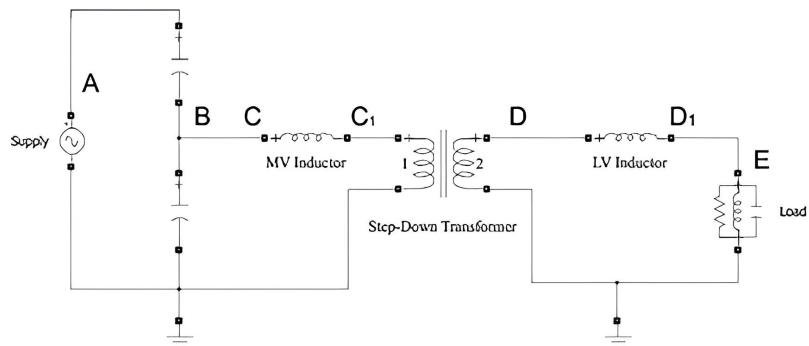 A
B
C
C1
D
D1
E
Supply
MV Inductor
1
2
LV Inductor
Step-Down Transformer
Load